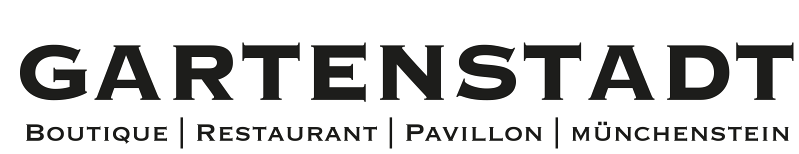 GARTENSTADT
BOUTIQUE | RESTAURANT | PAVILLON | MÜNCHENSTEIN